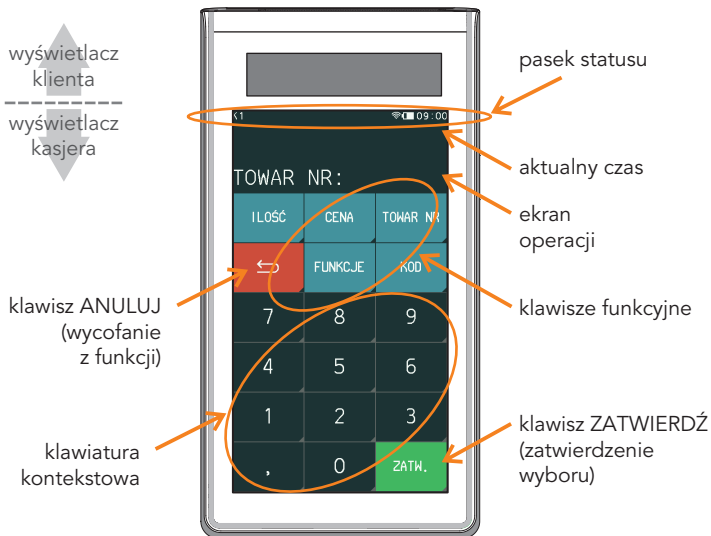 wyświetlacz
klienta
wyświetlacz
kasjera
pasek statusu
<1
09:00
aktualny czas
TOWAR NR:
ekran
operacji
ILOŚĆ CENA TOWAR NR
FUNKCJE KOD
klawisz ANULUJ
(wycofanie
z funkcji)
klawisze funkcyjne
7 8 9
4 5 6
1 2 3
, 0 ZATW.
klawiatura
kontekstowa
klawisz ZATWIERDŹ
(zatwierdzenie
wyboru)